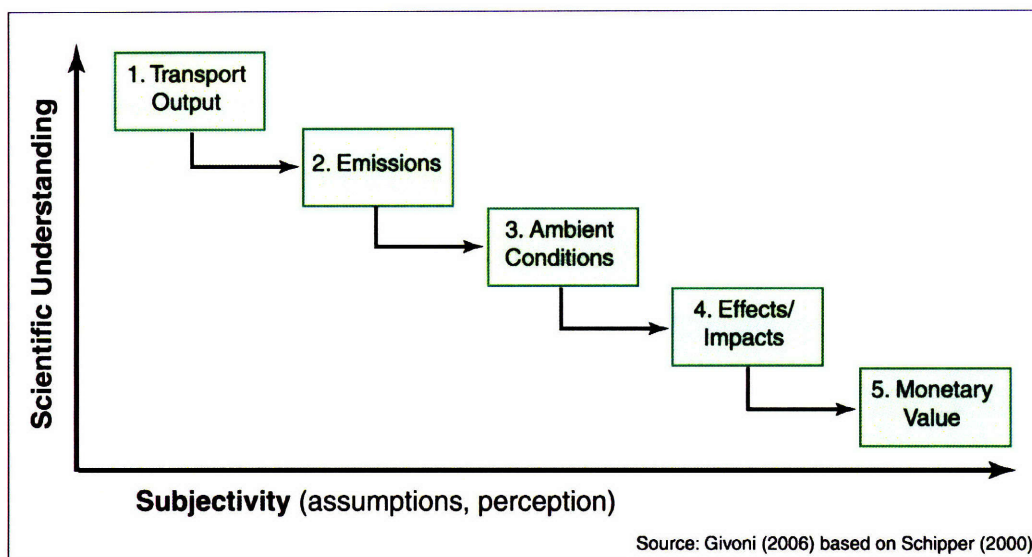 Scientific Understanding
1. Transport
Output
2. Emissions
3. Ambient
Conditions
4. Effects/
Impacts
5. Monetary
Value
Subjectivity (assumptions, perception)
Source: Givoni (2006) based on Schipper (2000)